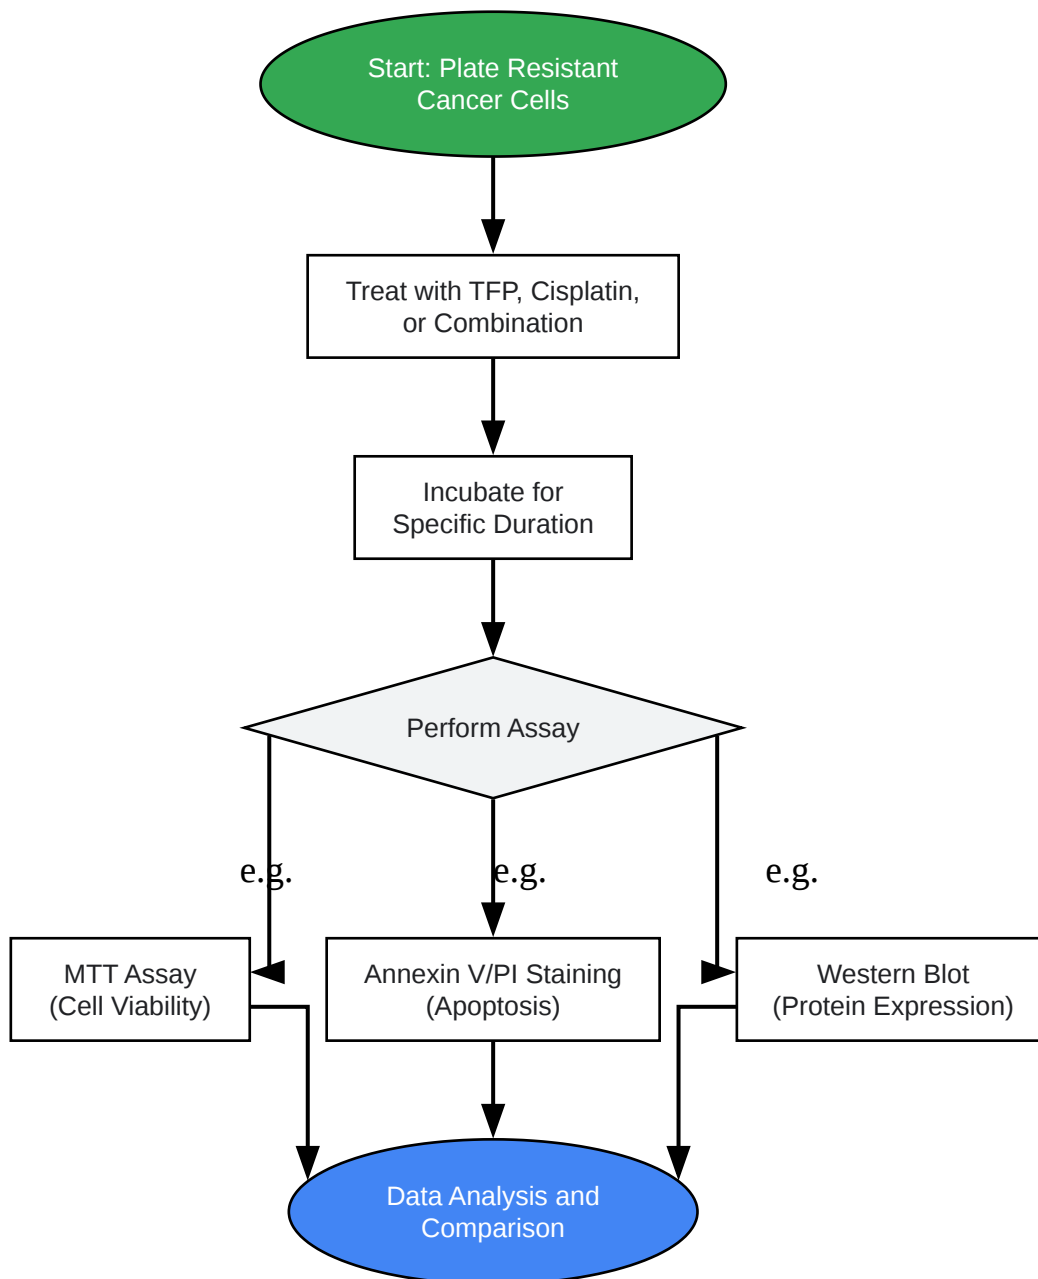 Start: Plate Resistant
Cancer Cells
Treat with TFP, Cisplatin,
or Combination
Incubate for
Specific Duration
Perform Assay
e.g.
e.g.
e.g.
MTT Assay
(Cell Viability)
Annexin V/PI Staining
(Apoptosis)
Western Blot
(Protein Expression)
Data Analysis and
Comparison